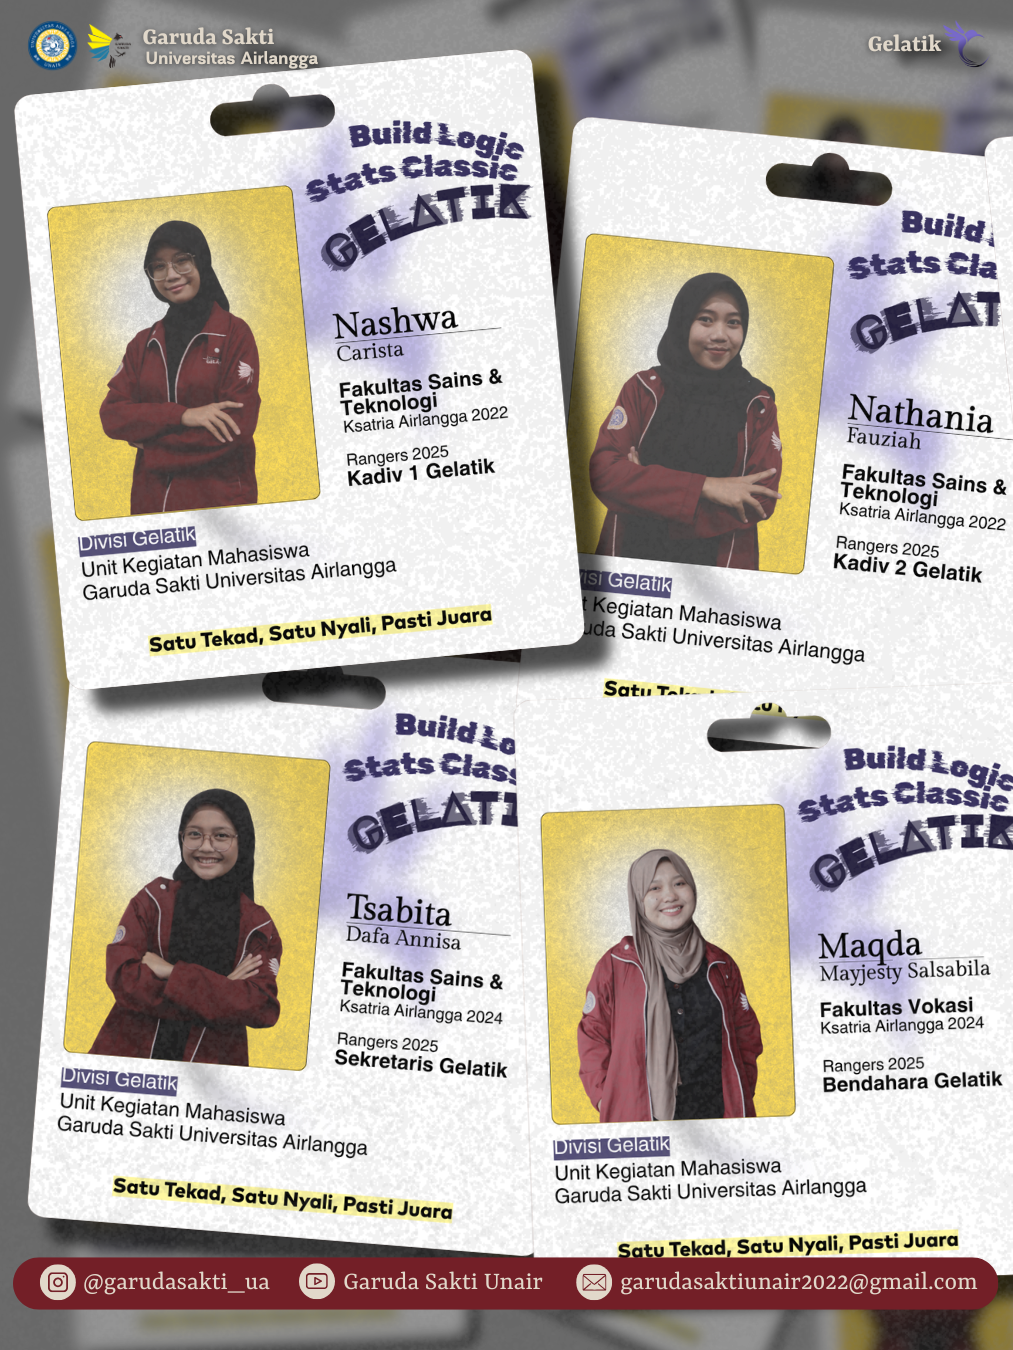 Garuda Sakti
Universitas Airlangga
Gelatik
Build Logic
Stats Classic
GELATIK
Nashwa
Carista
Fakultas Sains &
Teknologi
Ksatria Airlangga 2022
Rangers 2025
Kadiv 1 Gelatik
Divisi Gelatik
Unit Kegiatan Mahasiswa
Garuda Sakti Universitas Airlangga
Satu Tekad, Satu Nyali, Pasti Juara
Build
Stats Cla
GELAT
Nathania
Fauziah
Fakultas Sains &
Teknologi
Ksatria Airlangga 2022
Rangers 2025
Kadiv 2 Gelatik
visi Gelatik
t Kegiatan Mahasiswa
uda Sakti Universitas Airlangga
Satu
Build Lo
Stats Class
GELATI
Tsabita
Dafa Annisa
Fakultas Sains &
Teknologi
Ksatria Airlangga 2024
Rangers 2025
Sekretaris Gelatik
Divisi Gelatik
Unit Kegiatan Mahasiswa
Garuda Sakti Universitas Airlangga
Satu Tekad, Satu Nyali, Pasti Juara
Build Logic
Stats Classic
GELATIK
Maqda
Mayjesty Salsabila
Fakultas Vokasi
Ksatria Airlangga 2024
Rangers 2025
Bendahara Gelatik
Divisi Gelatik
Unit Kegiatan Mahasiswa
Garuda Sakti Universitas Airlangga
Satu Tekad, Satu Nyali, Pasti Juara
@garudasakti_ua
Garuda Sakti Unair
garudasaktiunair2022@gmail.com